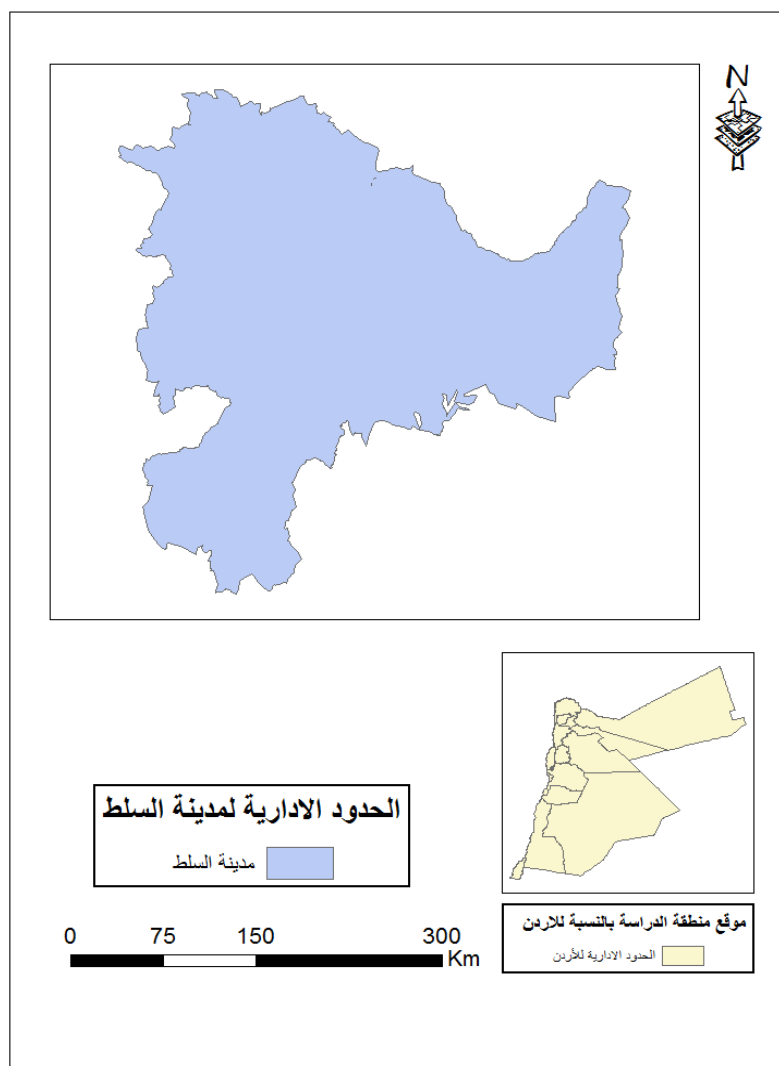 N
الحدود الادارية لمدينة السلط
مدينة السلط
0 75 150 300
Km
موقع منطقة الدراسة بالنسبة للاردن
الحدود الادارية للأردن